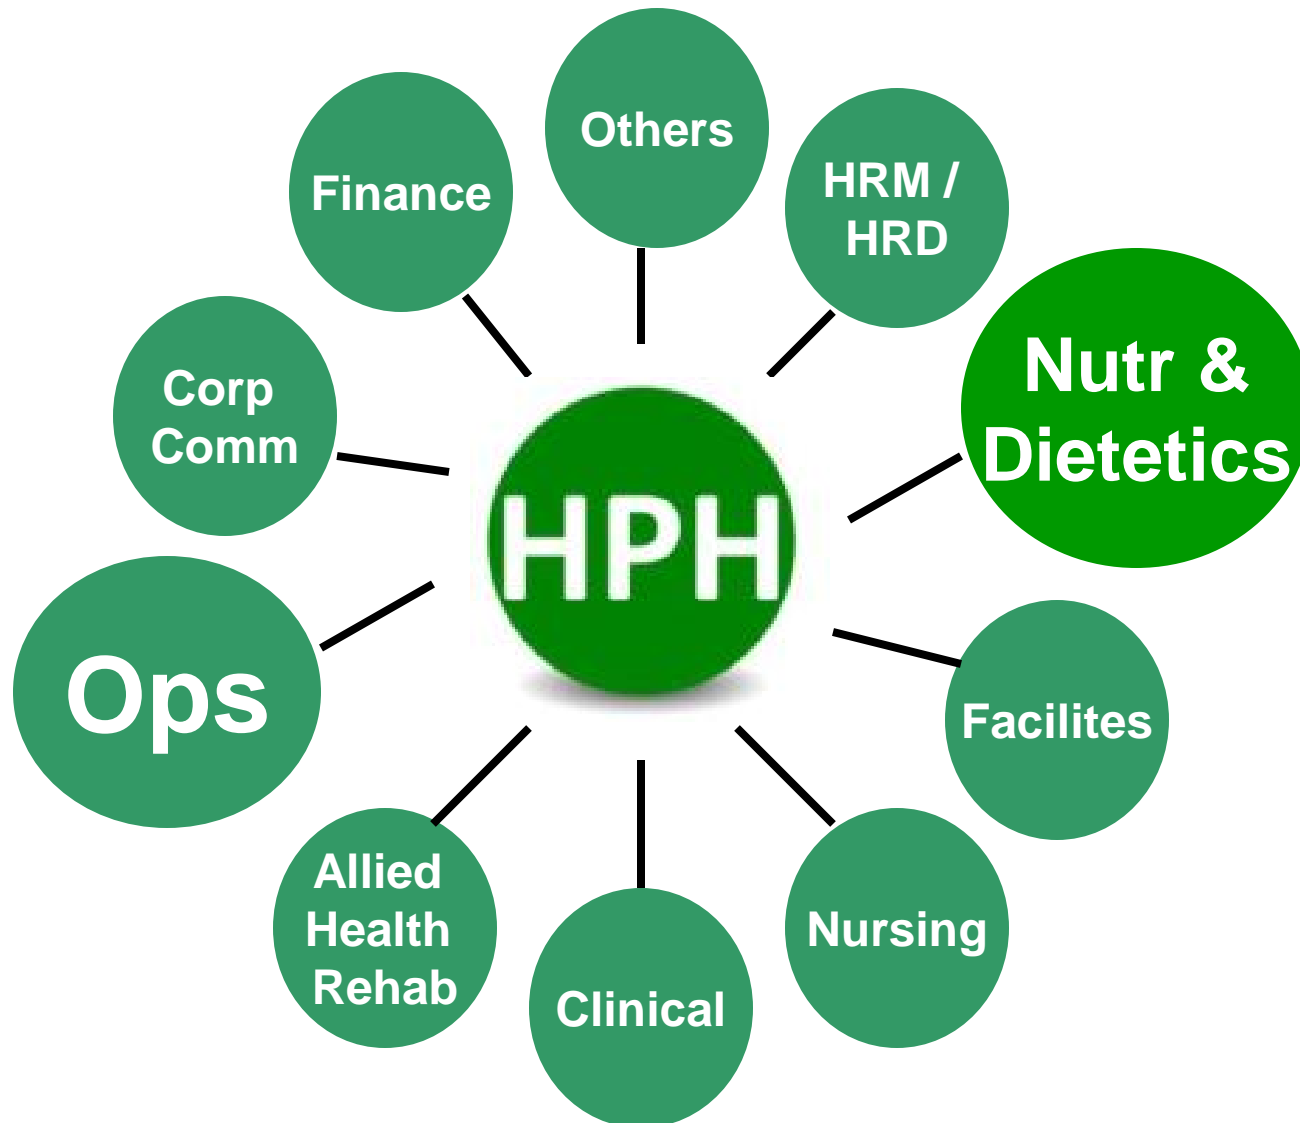 Others
Finance
HRM /
HRD
Nutr &
Dietetics
Corp
Comm
HPH
Ops
Facilites
Allied
Health
Rehab
Nursing
Clinical